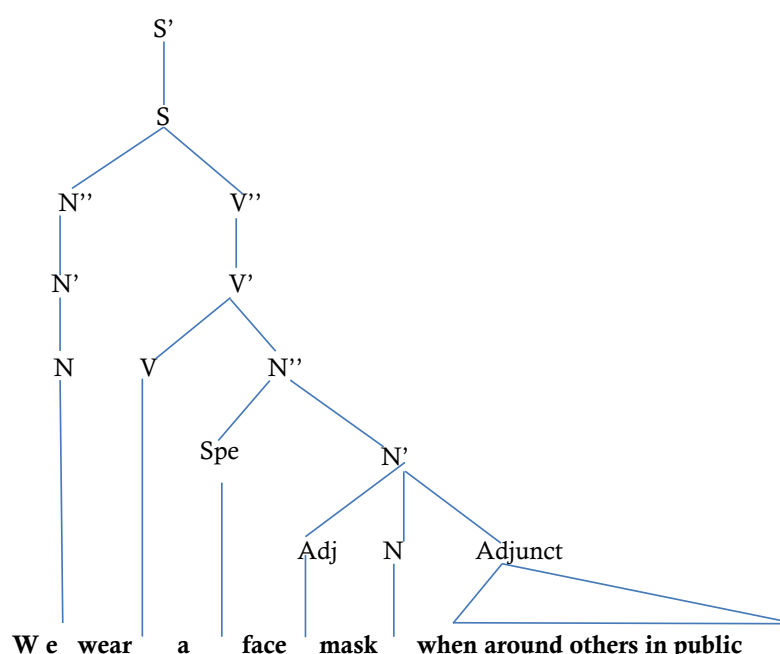 S’
S
N’’ V’’
N’ V’
N V N’’
Spe N’
Adj N Adjunct
W e wear a face mask when around others in public